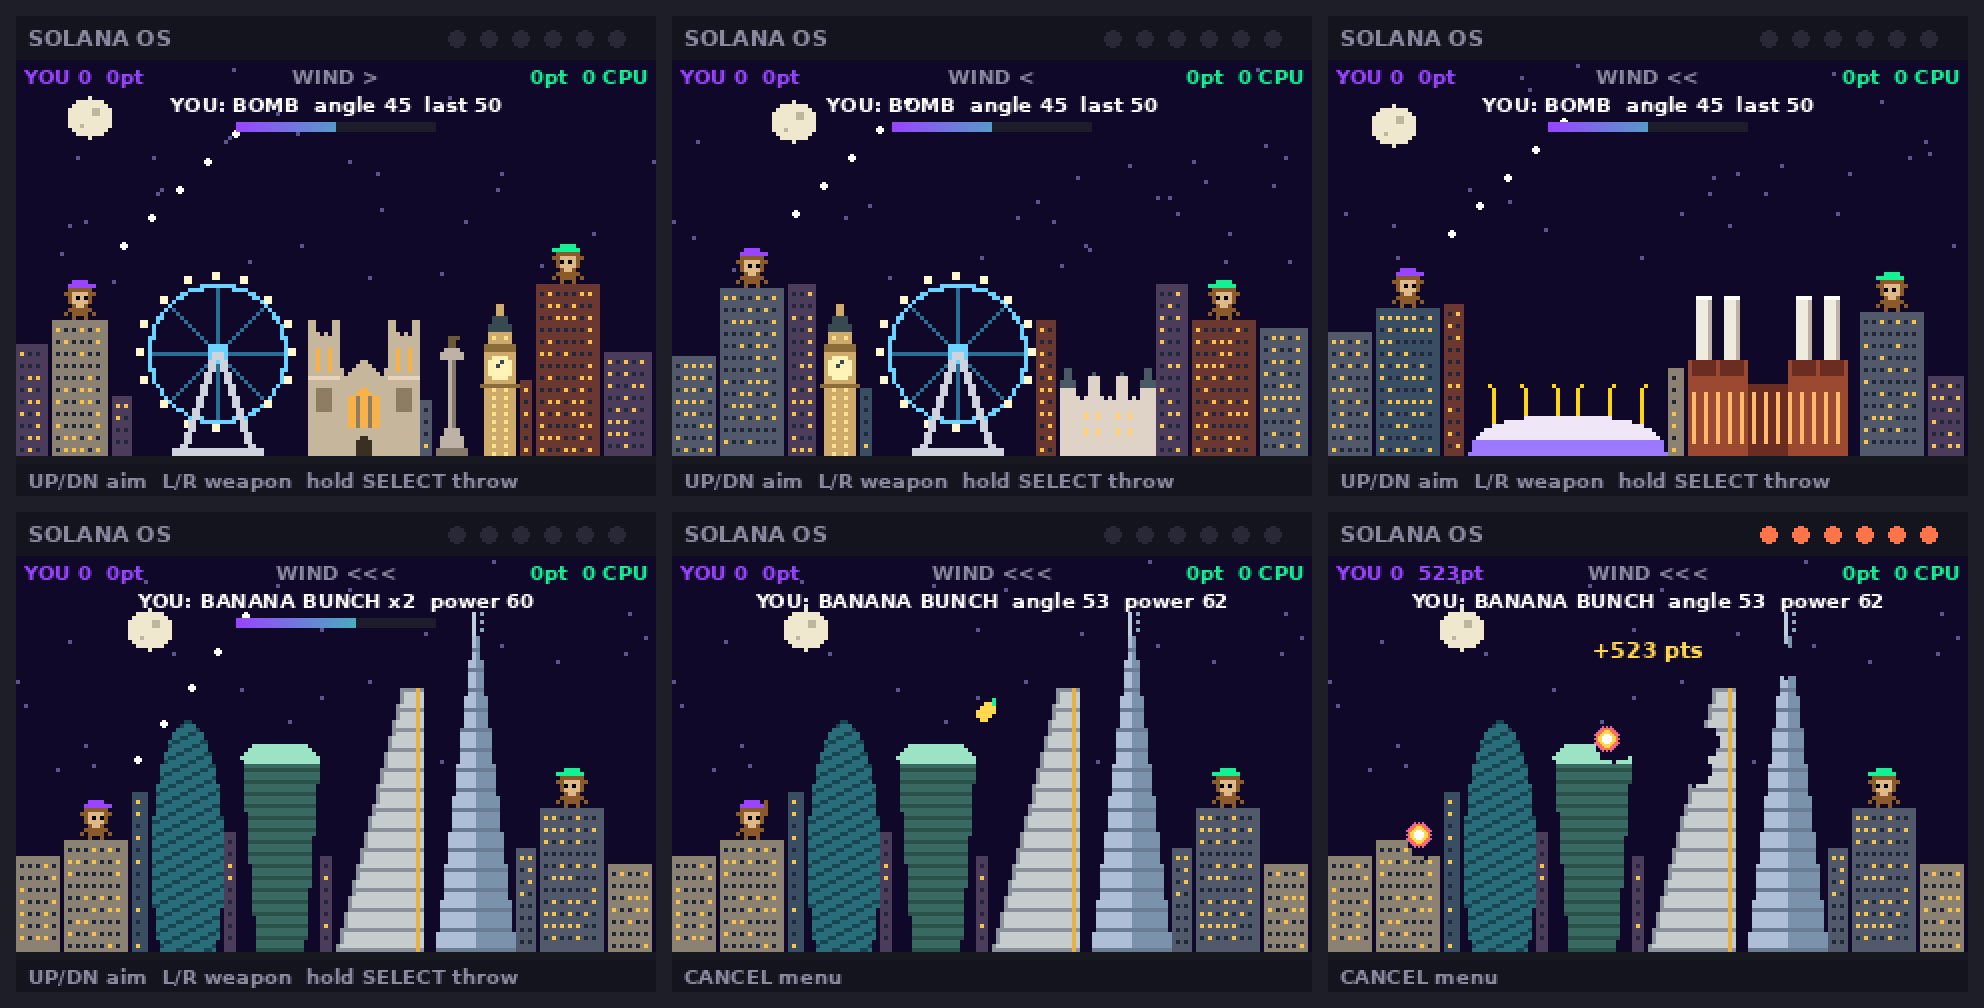 SOLANA OS
YOU 0  0pt  WIND >  0pt  0 CPU
YOU: BOMB  angle 45  last 50
UP/DN aim  L/R weapon  hold SELECT throw
SOLANA OS
YOU 0  0pt  WIND <  0pt  0 CPU
YOU: BOMB  angle 45  last 50
UP/DN aim  L/R weapon  hold SELECT throw
SOLANA OS
YOU 0  0pt  WIND <<  0pt  0 CPU
YOU: BOMB  angle 45  last 50
UP/DN aim  L/R weapon  hold SELECT throw
SOLANA OS
YOU 0  0pt  WIND <<<  0pt  0 CPU
YOU: BANANA BUNCH x2  power 60
UP/DN aim  L/R weapon  hold SELECT throw
SOLANA OS
YOU 0  0pt  WIND <<<  0pt  0 CPU
YOU: BANANA BUNCH  angle 53  power 62
CANCEL menu
SOLANA OS
YOU 0  523pt  WIND <<<  0pt  0 CPU
YOU: BANANA BUNCH  angle 53  power 62
+523 pts
CANCEL menu